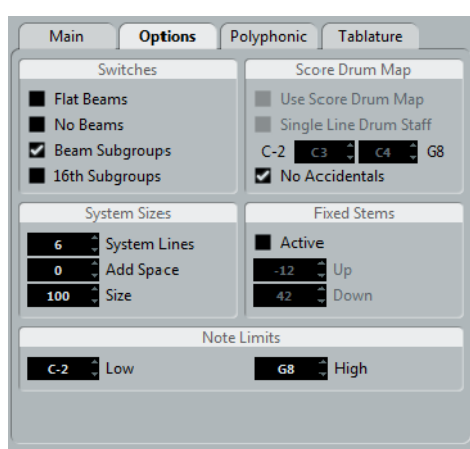 Main Options Polyphonic Tablature
Switches
Flat Beams
No Beams
Beam Subgroups
16th Subgroups
Score Drum Map
Use Score Drum Map
Single Line Drum Staff
C-2 C3 C4 G8
No Accidentals
System Sizes
6 System Lines
0 Add Space
100 Size
Fixed Stems
Active
-12 Up
42 Down
Note Limits
C-2 Low G8 High